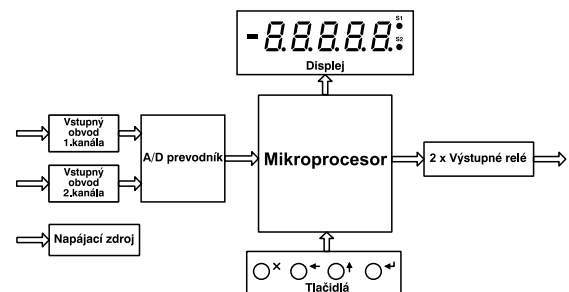 -8.8.8.8.8.
S1
S2
Displej
Vstupný
obvod
1.kanála
A/D prevodník
Mikroprocesor
2 x Výstupné relé
Vstupný
obvod
2.kanála
Napájací zdroj
Tlačidlá